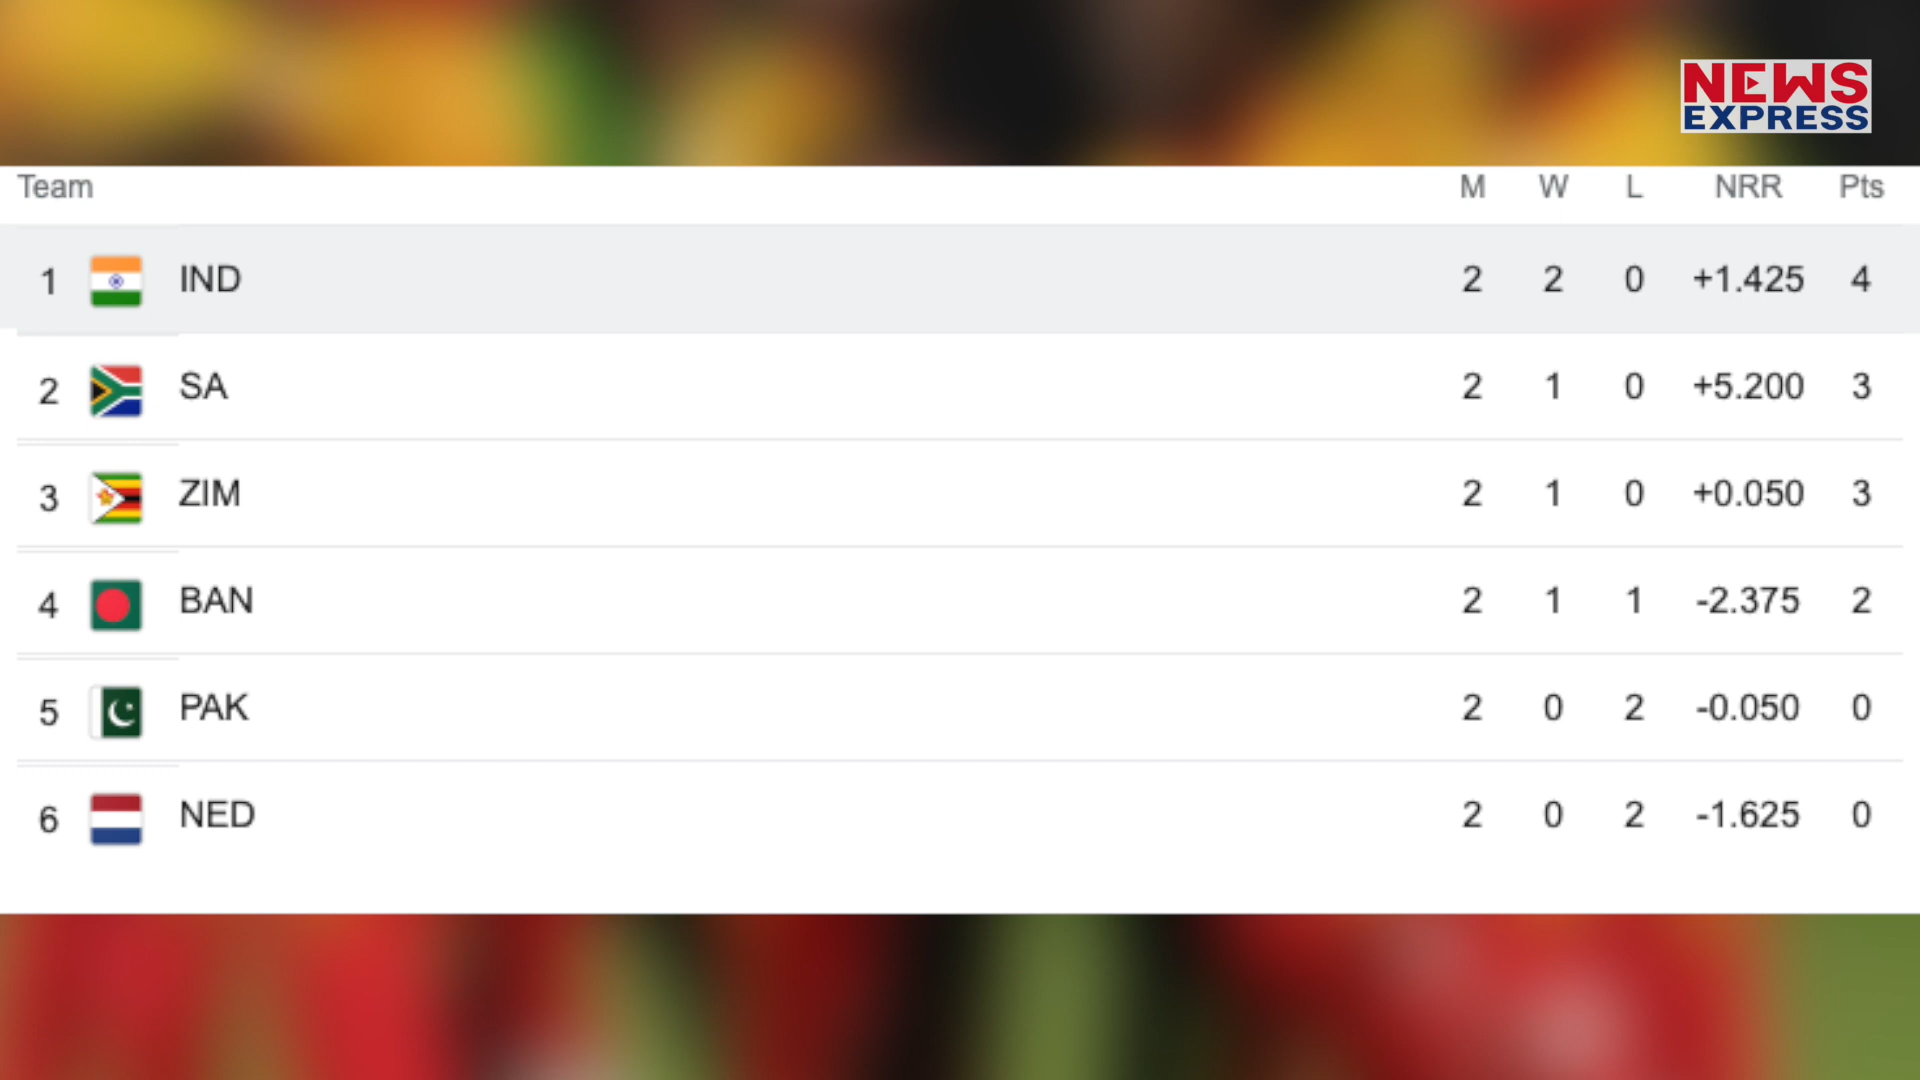 NEWS
EXPRESS
Team M W L NRR Pts
1 IND 2 2 0 +1.425 4
2 SA 2 1 0 +5.200 3
3 ZIM 2 1 0 +0.050 3
4 BAN 2 1 1 -2.375 2
5 PAK 2 0 2 -0.050 0
6 NED 2 0 2 -1.625 0